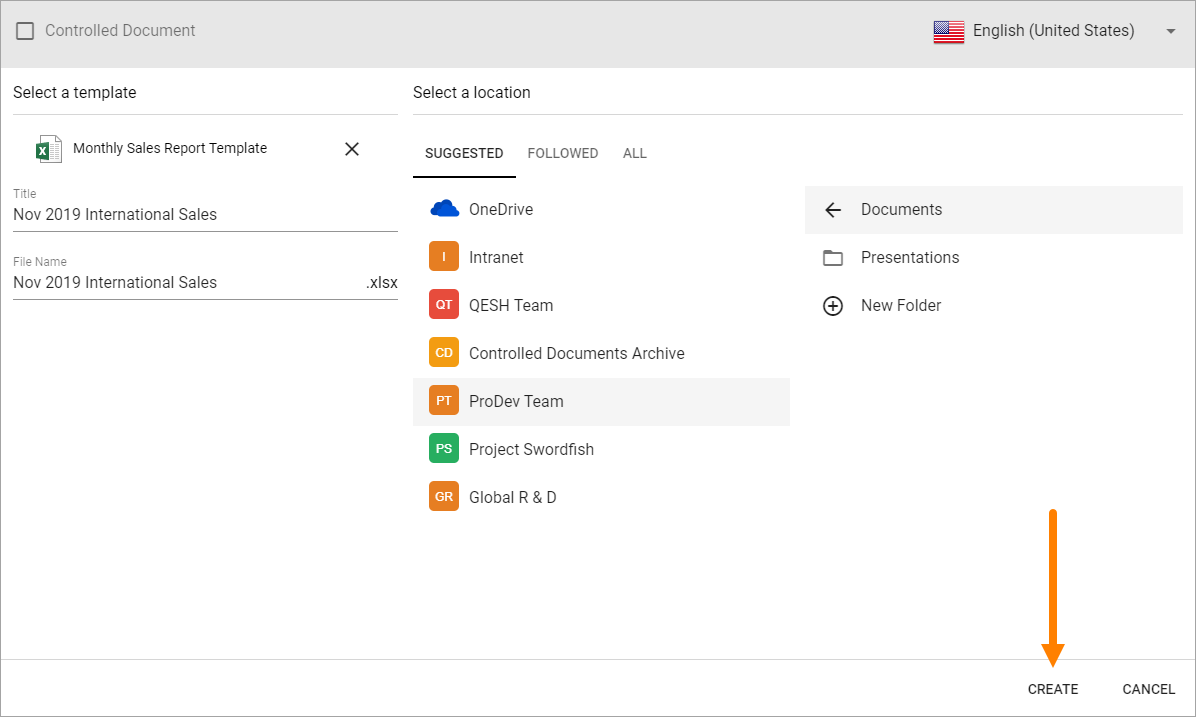 Controlled Document
English (United States)
Select a template
Monthly Sales Report Template
Title
Nov 2019 International Sales
File Name
Nov 2019 International Sales .xlsx
Select a location
SUGGESTED FOLLOWED ALL
OneDrive
I Intranet
QT QESH Team
CD Controlled Documents Archive
PT ProDev Team
PS Project Swordfish
GR Global R & D
Documents
Presentations
New Folder
CREATE CANCEL